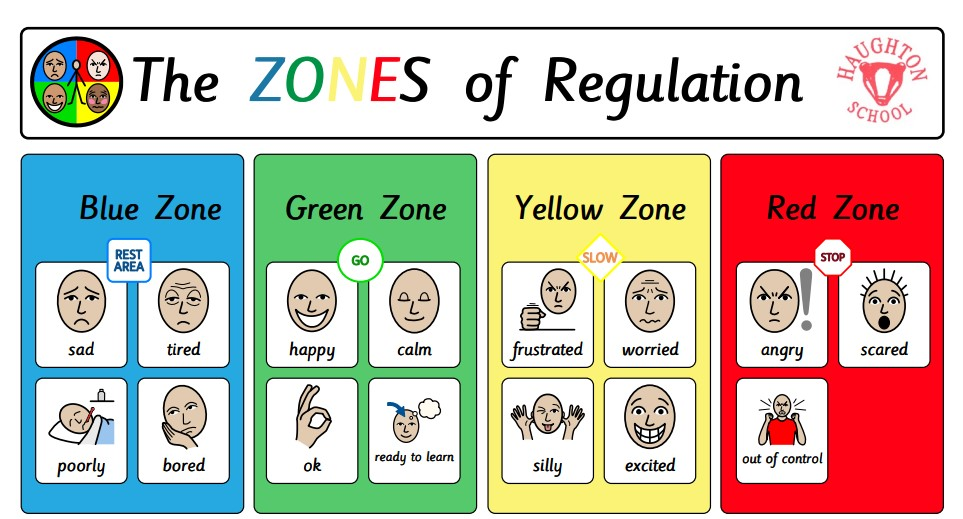 The ZONES of Regulation
HAUGHTON
SCHOOL
Blue Zone
REST
AREA
sad
tired
poorly
bored
Green Zone
GO
happy
calm
ok
ready to learn
Yellow Zone
SLOW
frustrated
worried
silly
excited
Red Zone
STOP
angry
scared
out of control